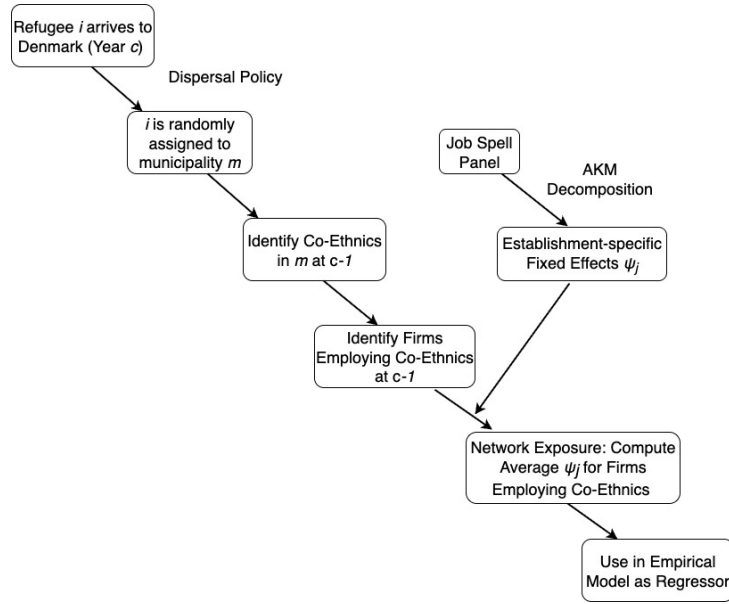 Refugee i arrives to
Denmark (Year c)
Dispersal Policy
i is randomly
assigned to
municipality m
Job Spell
Panel
AKM
Decomposition
Identify Co-Ethnics
in m at c-1
Establishment-specific
Fixed Effects ψj
Identify Firms
Employing Co-Ethnics
at c-1
Network Exposure: Compute
Average ψj for Firms
Employing Co-Ethnics
Use in Empirical
Model as Regressor